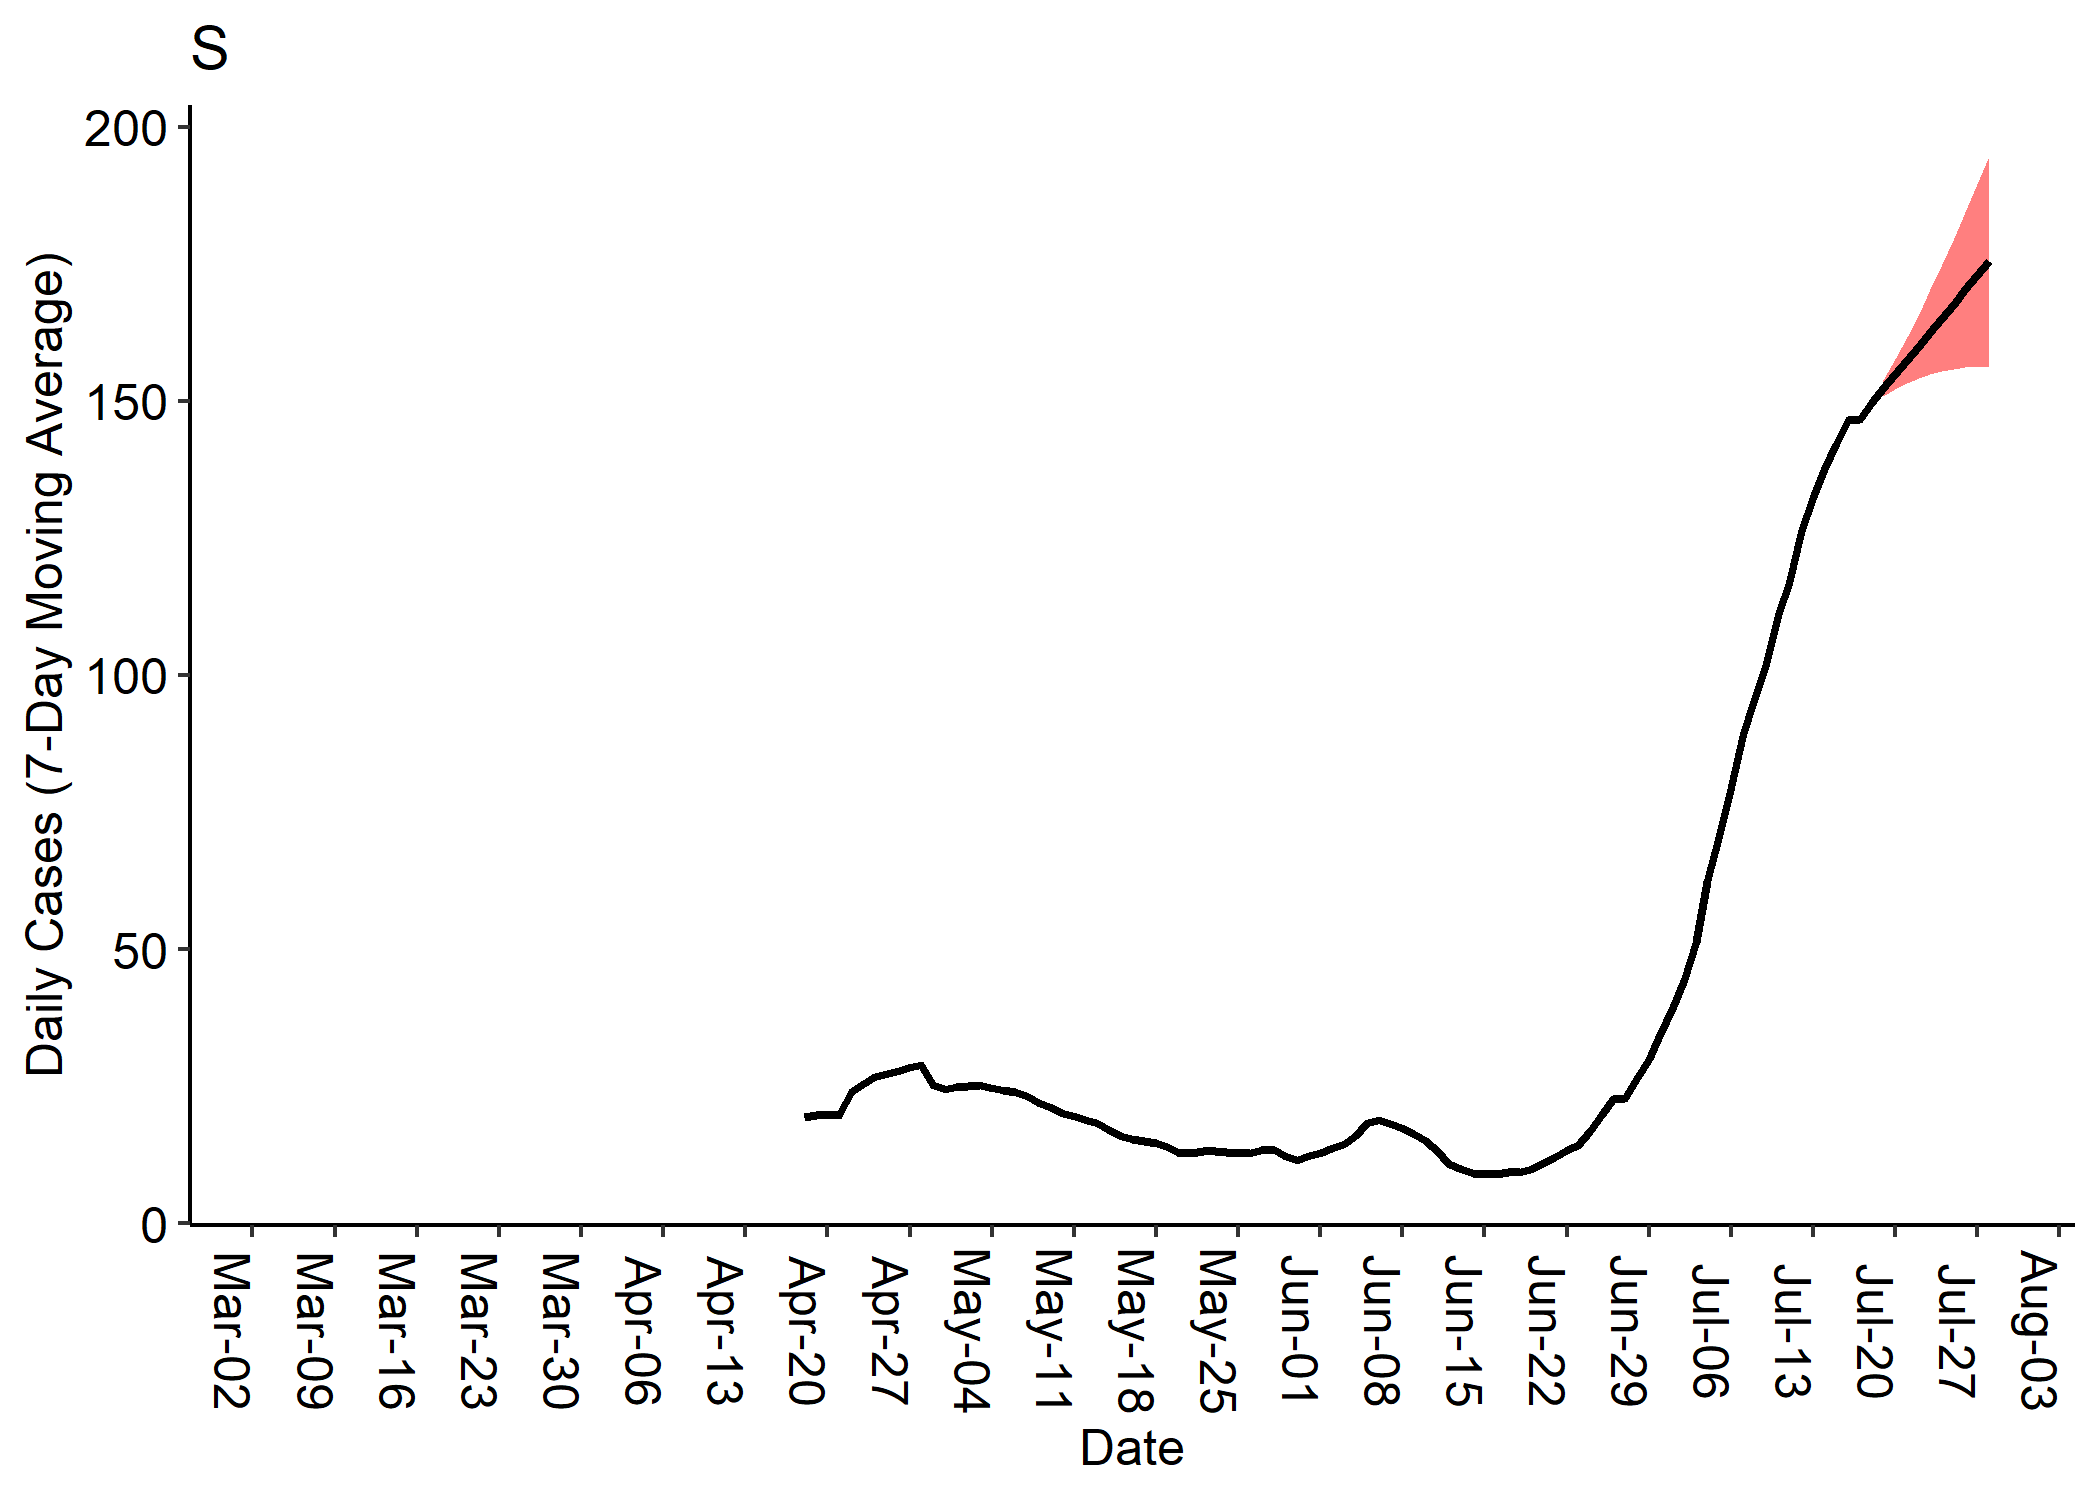 S
200
150
100
50
0
Daily Cases (7-Day Moving Average)
Mar-02
Mar-09
Mar-16
Mar-23
Mar-30
Apr-06
Apr-13
Apr-20
Apr-27
May-04
May-11
May-18
May-25
Jun-01
Jun-08
Jun-15
Jun-22
Jun-29
Jul-06
Jul-13
Jul-20
Jul-27
Aug-03
Date